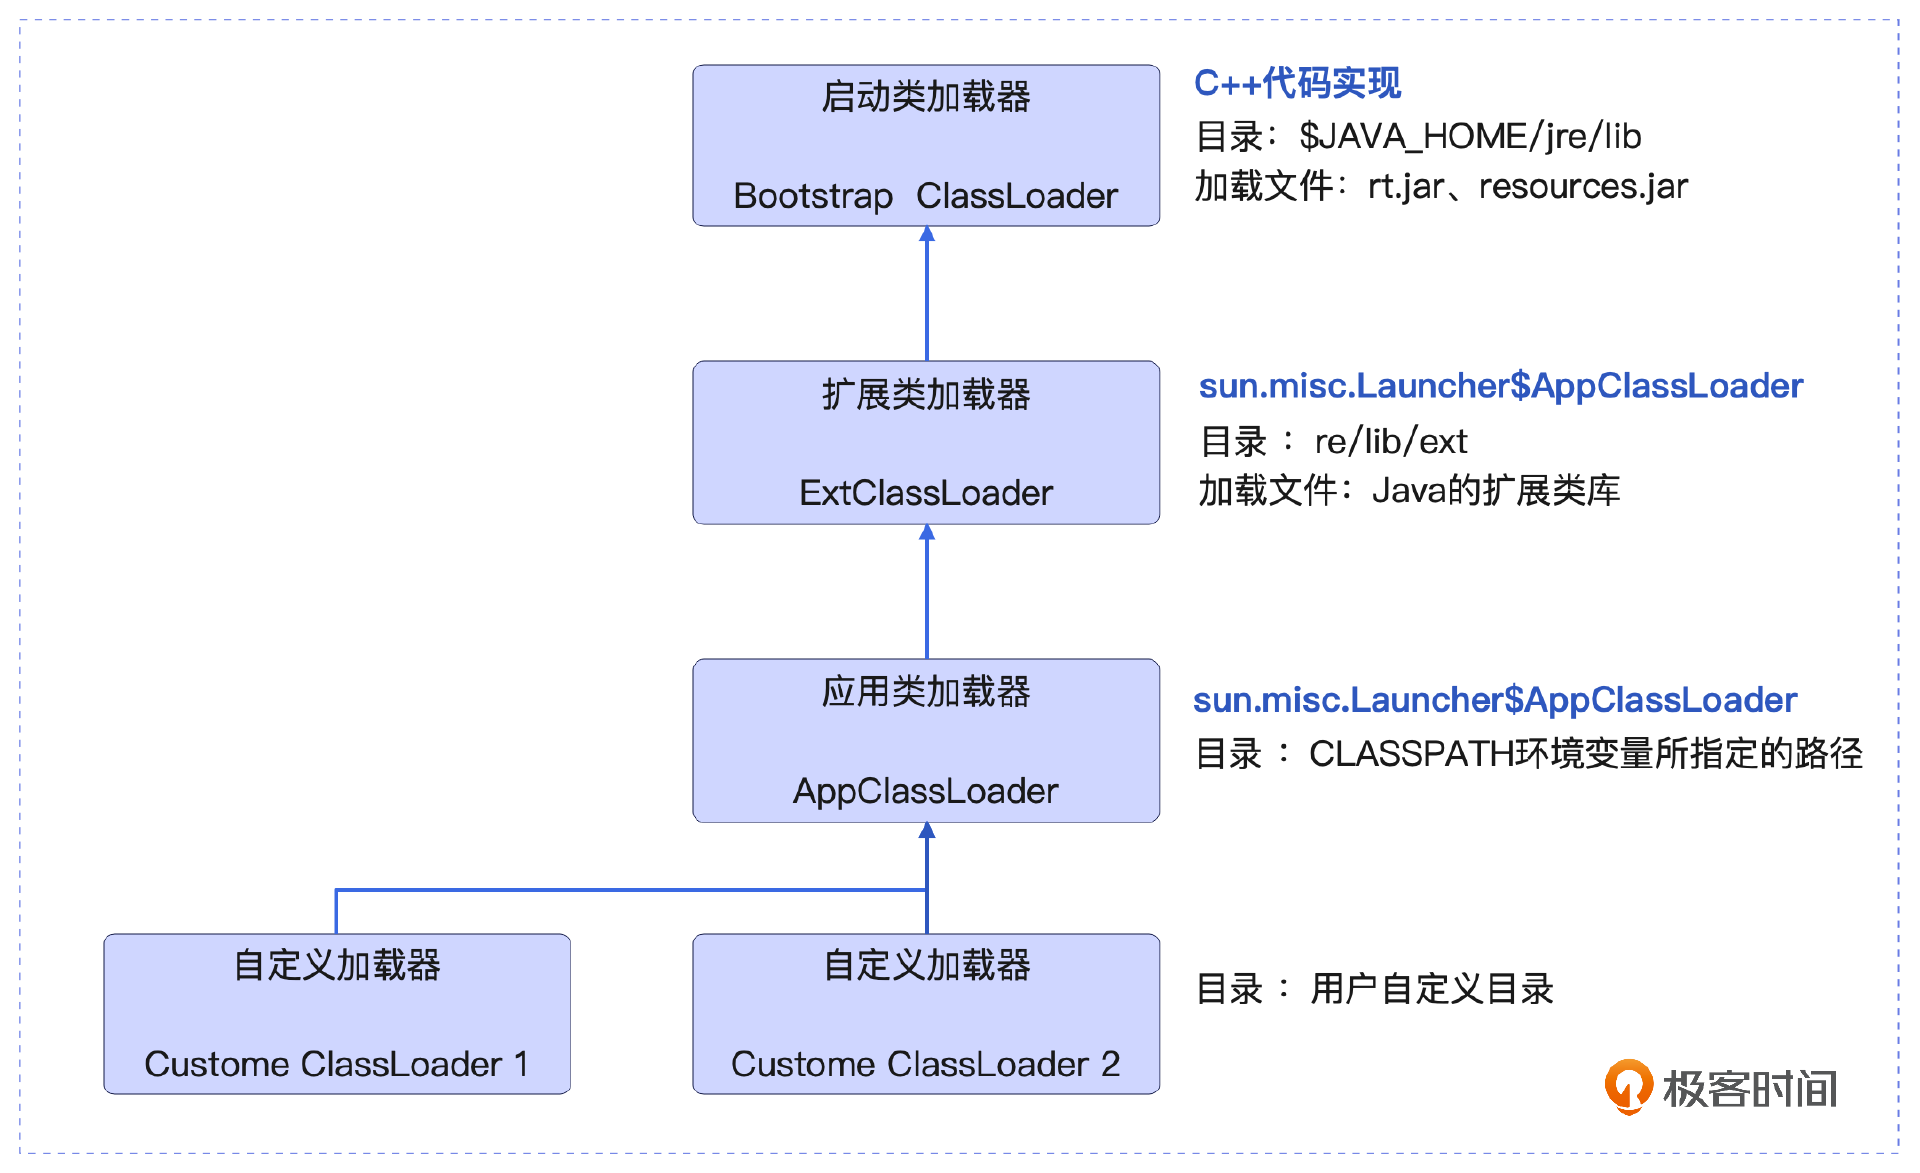 启动类加载器
Bootstrap ClassLoader
C++代码实现
目录：$JAVA_HOME/jre/lib
加载文件：rt.jar、resources.jar
扩展类加载器
ExtClassLoader
sun.misc.Launcher$AppClassLoader
目录 ：re/lib/ext
加载文件：Java的扩展类库
应用类加载器
AppClassLoader
sun.misc.Launcher$AppClassLoader
目录 ：CLASSPATH环境变量所指定的路径
自定义加载器
Custome ClassLoader 1
自定义加载器
Custome ClassLoader 2
目录 ：用户自定义目录
极客时间